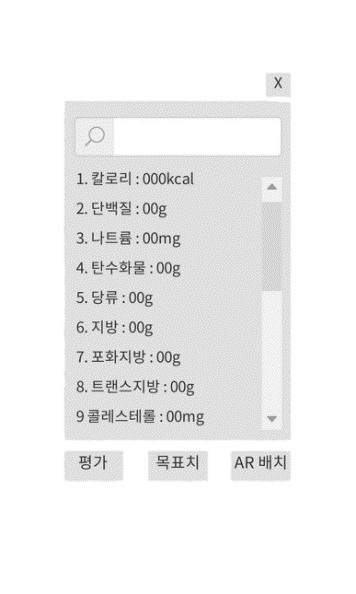 X
1. 칼로리 : 000kcal
2. 단백질 : 00g
3. 나트륨 : 00mg
4. 탄수화물 : 00g
5. 당류 : 00g
6. 지방 : 00g
7. 포화지방 : 00g
8. 트랜스지방 : 00g
9 콜레스테롤 : 00mg
평가 목표치 AR 배치